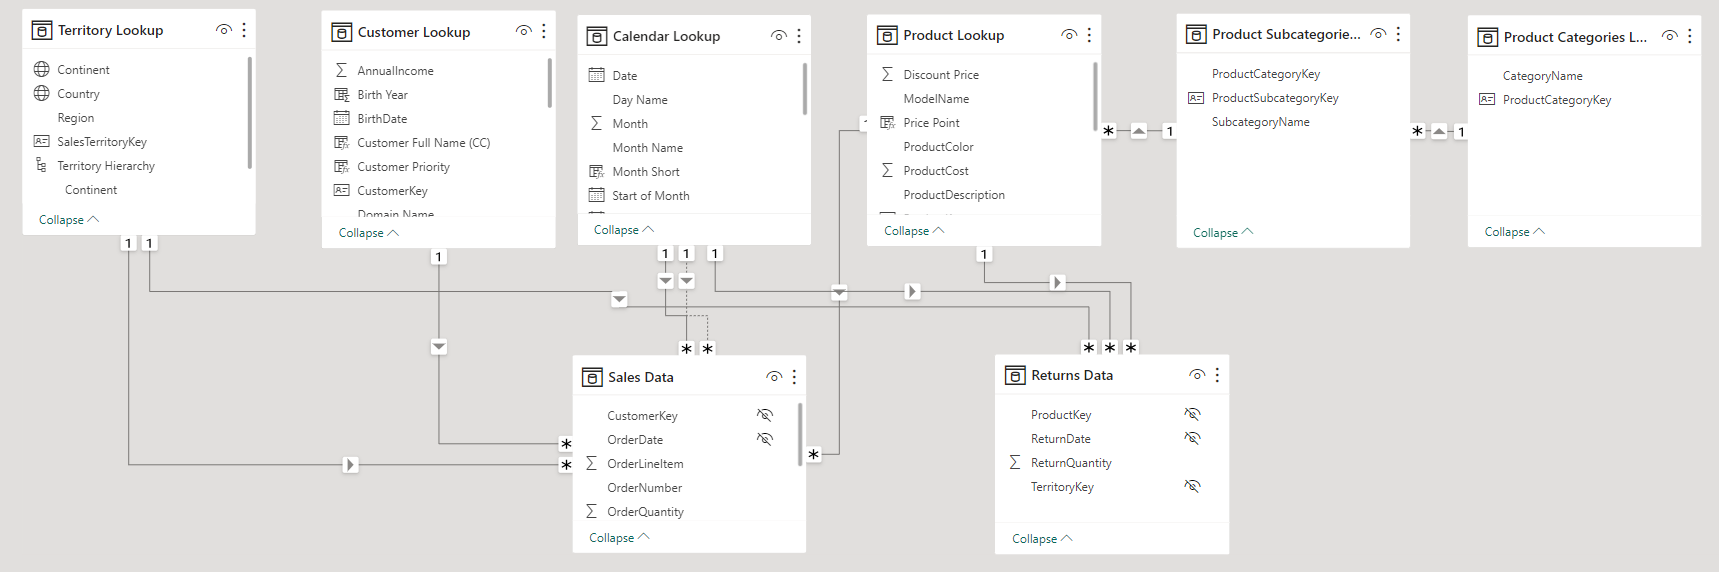 Territory Lookup
Continent
Country
Region
SalesTerritoryKey
Territory Hierarchy
Continent
Collapse
Customer Lookup
AnnualIncome
Birth Year
BirthDate
Customer Full Name (CC)
Customer Priority
CustomerKey
Domain Name
Collapse
Calendar Lookup
Date
Day Name
Month
Month Name
Month Short
Start of Month
Collapse
Product Lookup
Discount Price
ModelName
Price Point
ProductColor
ProductCost
ProductDescription
Collapse
Product Subcategorie...
ProductCategoryKey
ProductSubcategoryKey
SubcategoryName
Collapse
Product Categories L...
CategoryName
ProductCategoryKey
Collapse
1
* 1 * 1
1 1
1
1 1 1
1
* *
* * *
*
*
*
Sales Data
CustomerKey
OrderDate
OrderLineItem
OrderNumber
OrderQuantity
Collapse
Returns Data
ProductKey
ReturnDate
ReturnQuantity
TerritoryKey
Collapse